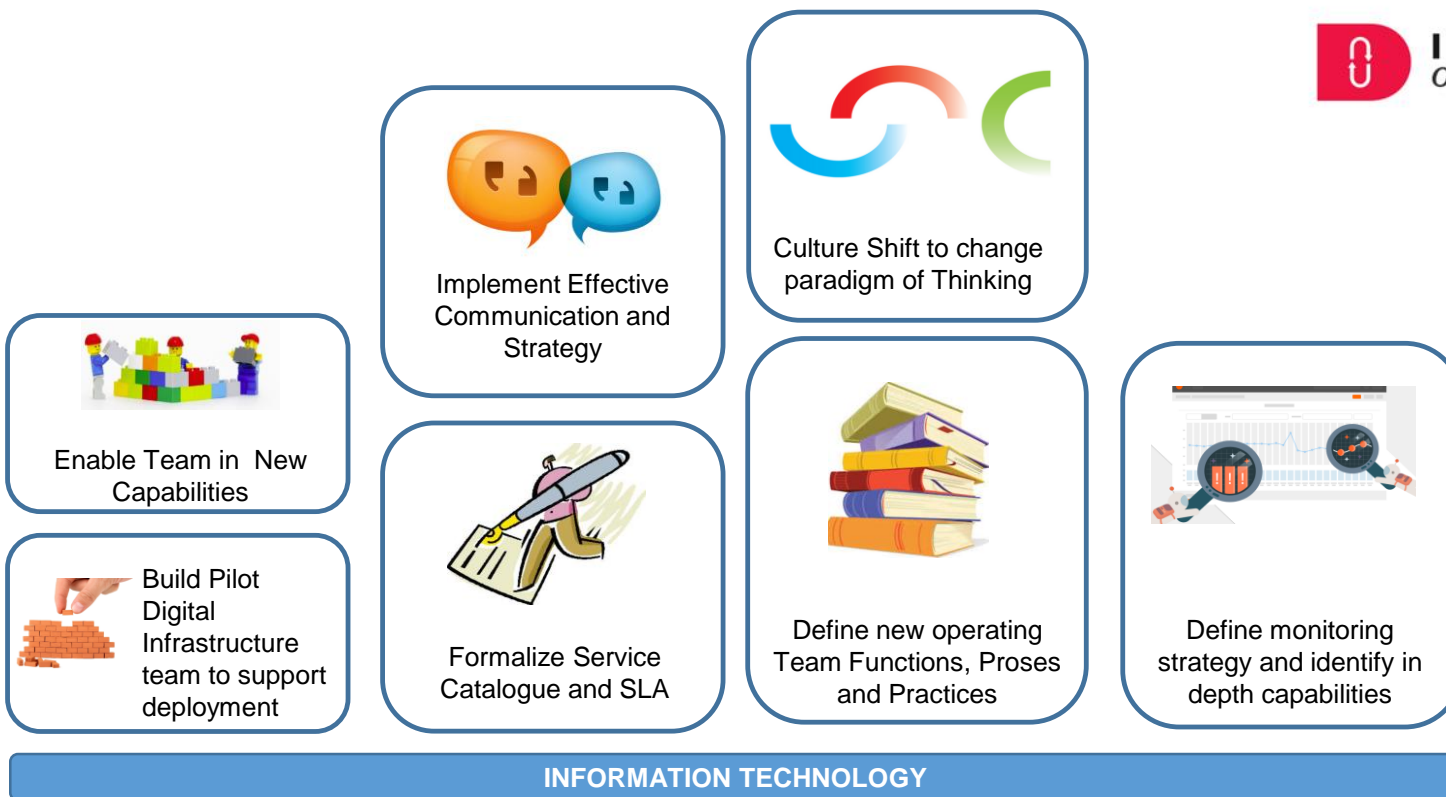 Culture Shift to change
paradigm of Thinking
Implement Effective
Communication and
Strategy
Enable Team in New
Capabilities
Build Pilot
Digital
Infrastructure
team to support
deployment
Formalize Service
Catalogue and SLA
Define new operating
Team Functions, Proses
and Practices
Define monitoring
strategy and identify in
depth capabilities
INFORMATION TECHNOLOGY